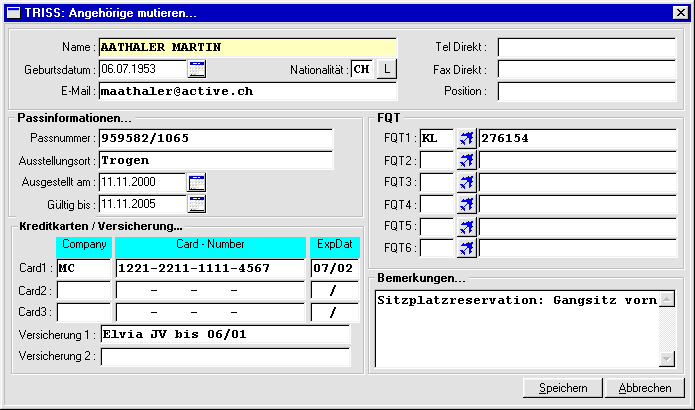 TRISS: Angehörige mutieren...
Name : AATHALER MARTIN
Geburtsdatum : 06.07.1953 Nationalität : CH L
E-Mail : maathaler@active.ch
Tel Direkt :
Fax Direkt :
Position :
Passinformationen...
Passnummer : 959582/1065
Ausstellungsort : Trogen
Ausgestellt am : 11.11.2000
Gültig bis : 11.11.2005
FQT
FQT1 : KL 276154
FQT2 :
FQT3 :
FQT4 :
FQT5 :
FQT6 :
Kreditkarten / Versicherung...
Company Card - Number ExpDat
Card1 : MC 1221-2211-1111-4567 07/02
Card2 : - - - /
Card3 : - - - /
Versicherung 1 : Elvia JV bis 06/01
Versicherung 2 :
Bemerkungen...
Sitzplatzreservation: Gangsitz vorn
Speichern Abbrechen